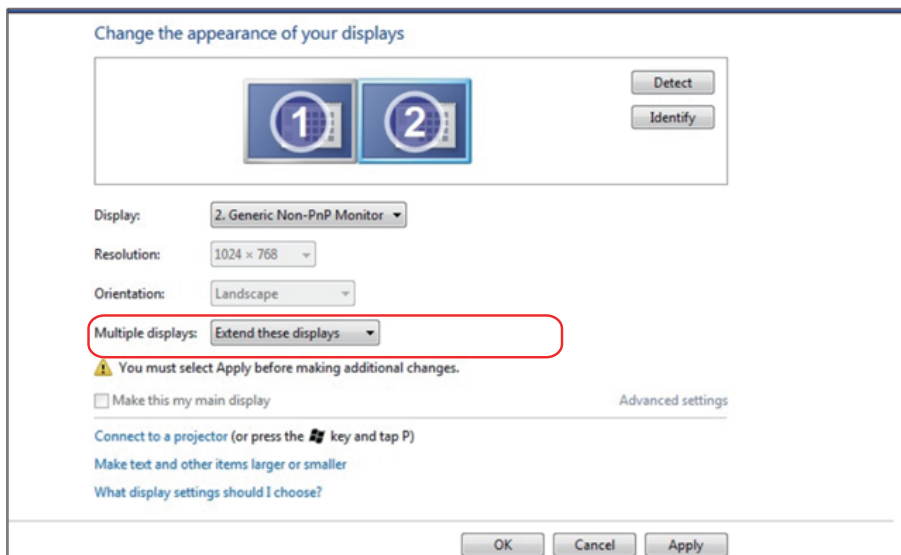 Change the appearance of your displays
1
2
Detect
Identify
Display: 2. Generic Non-PnP Monitor
Resolution: 1024 × 768
Orientation: Landscape
Multiple displays: Extend these displays
You must select Apply before making additional changes.
Make this my main display Advanced settings
Connect to a projector (or press the key and tap P)
Make text and other items larger or smaller
What display settings should I choose?
OK Cancel Apply